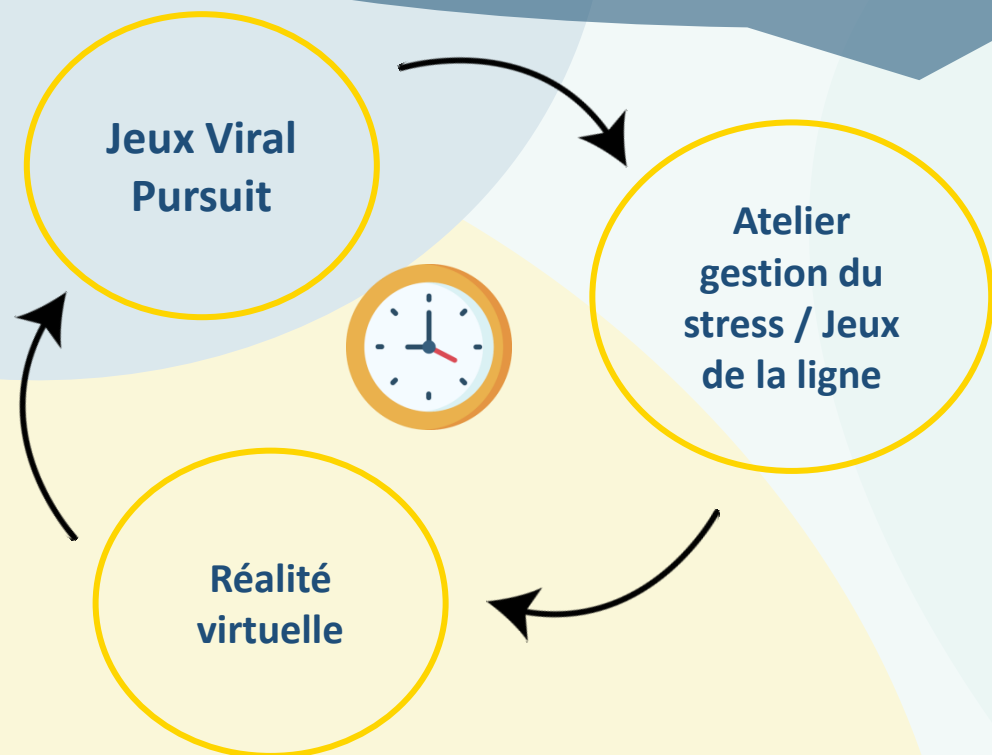 Jeux Viral
Pursuit
Atelier
gestion du
stress / Jeux
de la ligne
Réalité
virtuelle